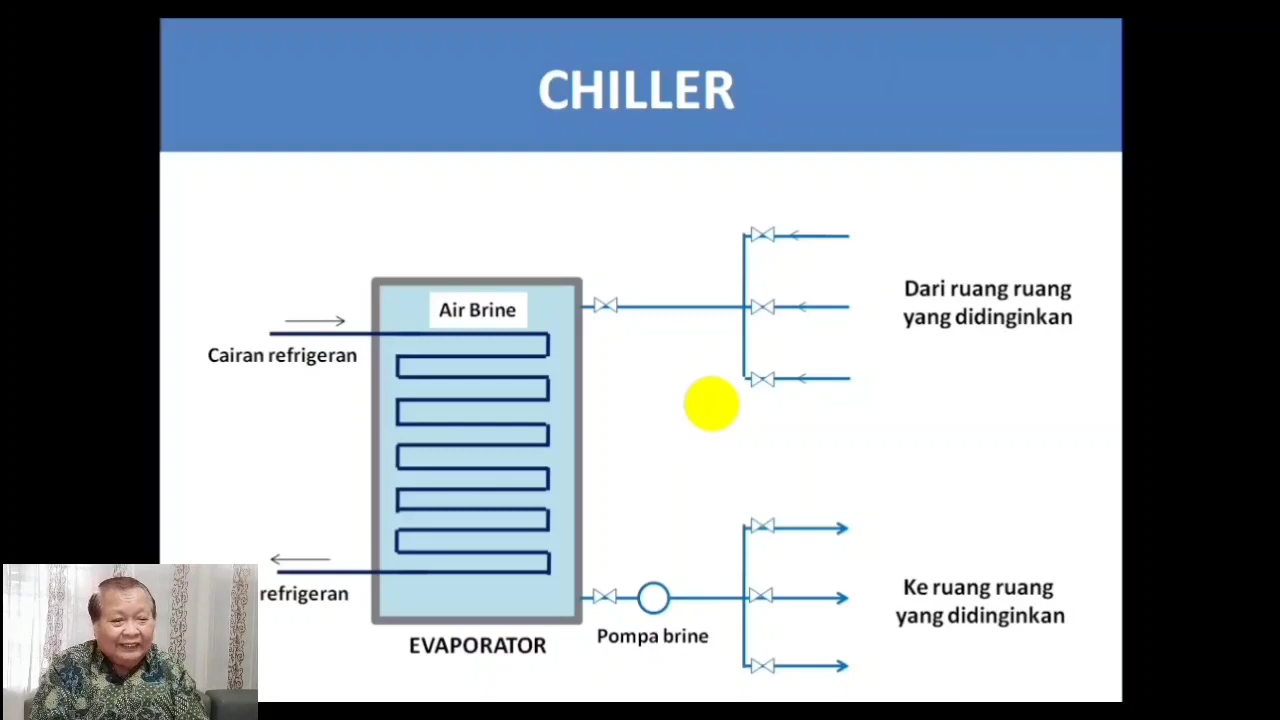 CHILLER
Air Brine
Cairan refrigeran
Dari ruang ruang
yang didinginkan
refrigeran
EVAPORATOR
Pompa brine
Ke ruang ruang
yang didinginkan